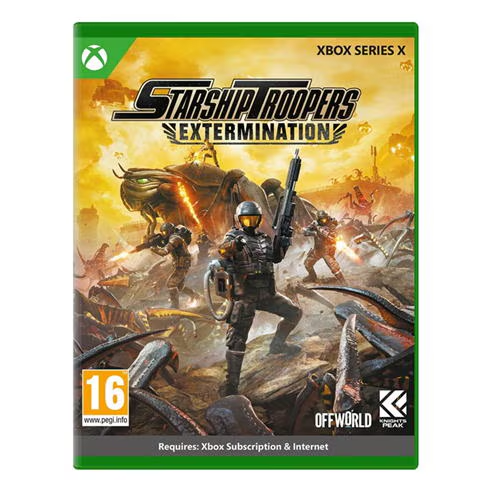 XBOX SERIES X
STARSHIP TROOPERS
EXTERMINATION
16
www.pegi.info
OFFWORLD
KNIGHTS
PEAK
Requires: Xbox Subscription & Internet